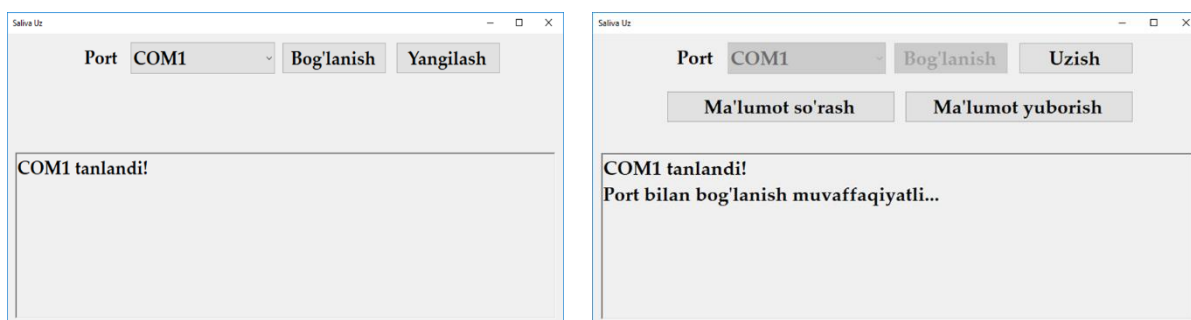 Saliva Uz
Port COM1 Bog'lanish Yangilash
COM1 tanlandi!
Saliva Uz
Port COM1 Bog'lanish Uzish
Ma'lumot so'rash Ma'lumot yuborish
COM1 tanlandi!
Port bilan bog'lanish muvaffaqiyatli...